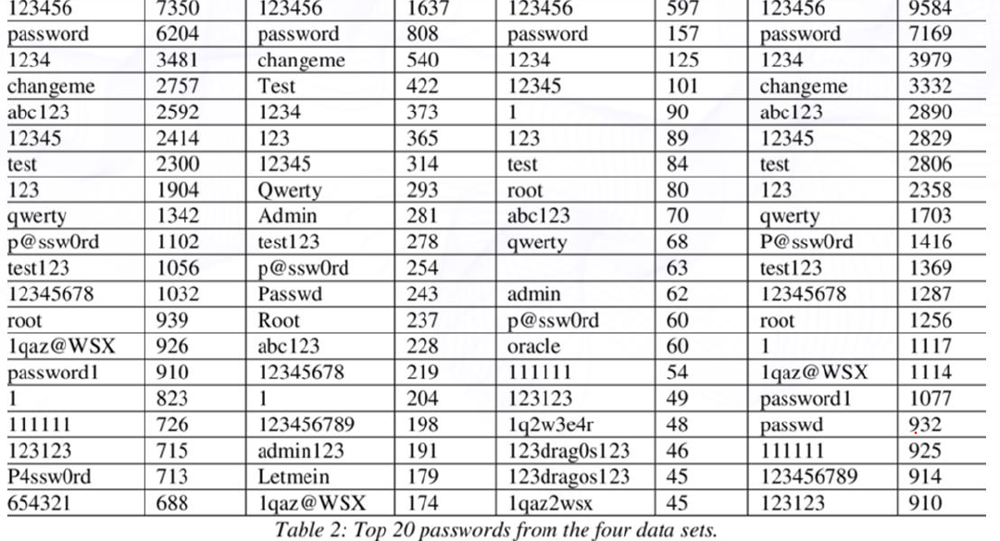 123456 7350 123456 1637 123456 597 123456 9584
password 6204 password 808 password 157 password 7169
1234 3481 changeme 540 1234 125 1234 3979
changeme 2757 Test 422 12345 101 changeme 3332
abc123 2592 1234 373 1 90 abc123 2890
12345 2414 123 365 123 89 12345 2829
test 2300 12345 314 test 84 test 2806
123 1904 Qwerty 293 root 80 123 2358
qwerty 1342 Admin 281 abc123 70 qwerty 1703
p@ssw0rd 1102 test123 278 qwerty 68 P@ssw0rd 1416
test123 1056 p@ssw0rd 254 63 test123 1369
12345678 1032 Passwd 243 admin 62 12345678 1287
root 939 Root 237 p@ssw0rd 60 root 1256
1qaz@WSX 926 abc123 228 oracle 60 1 1117
password1 910 12345678 219 111111 54 1qaz@WSX 1114
1 823 1 204 123123 49 password1 1077
111111 726 123456789 198 1q2w3e4r 48 passwd 932
123123 715 admin123 191 123drag0s123 46 111111 925
P4ssw0rd 713 Letmein 179 123dragos123 45 123456789 914
654321 688 1qaz@WSX 174 1qaz2wsx 45 123123 910
Table 2: Top 20 passwords from the four data sets.